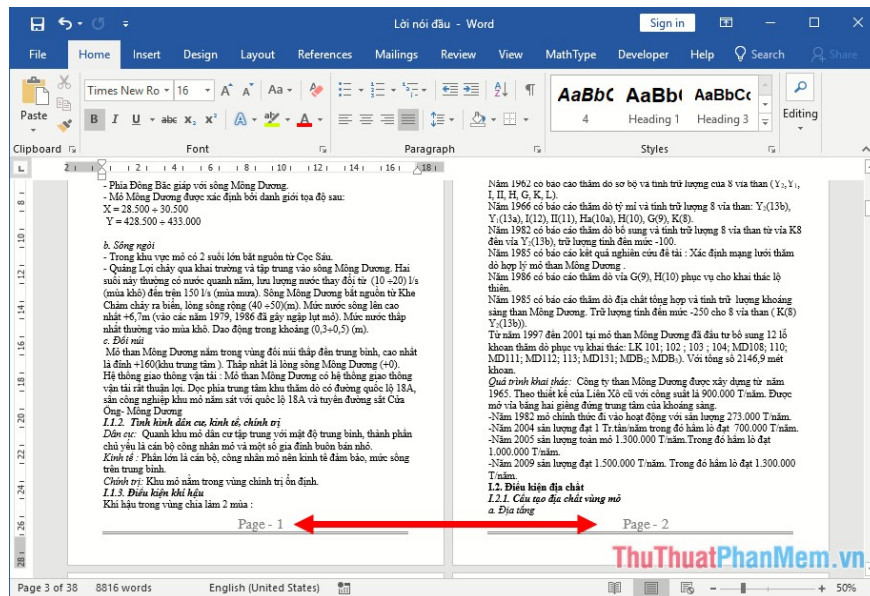 Lời nói đầu - Word
Sign in
File Home Insert Design Layout References Mailings Review View MathType Developer Help Search Share
Times New Ro 16
Paste
AaBbC AaBb( AaBbCc
4 Heading 1 Heading 3
Editing
Clipboard Font Paragraph Styles
- Phía Đông Bắc giáp với sông Mông Dương.
- Mỏ Mông Dương được xác định bởi danh giới tọa độ sau:
X = 28.500 ÷ 30.500
Y = 428.500 ÷ 433.000
b. Sông ngòi
- Trong khu vực mỏ có 2 suối lớn bắt nguồn từ Cọc Sáu.
- Quảng Lợi chảy qua khai trường và tập trung vào sông Mông Dương. Hai
suối này thường có nước quanh năm, lưu lượng nước thay đổi từ (10 ÷20) l/s
(mùa khô) đến trên 150 l/s (mùa mưa). Sông Mông Dương bắt nguồn từ Khe
Chàm chảy ra biển, lòng sông rộng (40 ÷50)(m). Mức nước sông lên cao
nhất +6,7m (vào các năm 1979, 1986 đã gây ngập lụt mỏ). Mức nước thấp
nhất thường vào mùa khô. Dao động trong khoảng (0,3÷0,5) (m).
c. Đồi núi
Mỏ than Mông Dương nằm trong vùng đồi núi thấp đến trung bình, cao nhất
là đỉnh +160(khu trung tâm ). Thấp nhất là lòng sông Mông Dương (+0).
Hệ thống giao thông vận tải : Mỏ than Mông Dương có hệ thống giao thông
vận tải rất thuận lợi. Dọc phía trung tâm khu thăm dò có đường quốc lộ 18A,
sân công nghiệp khu mỏ nằm sát với quốc lộ 18A và tuyến đường sắt Cửa
Ông- Mông Dương
I.1.2. Tình hình dân cư, kinh tế, chính trị
Dân cư: Quanh khu mỏ dân cư tập trung với mật độ trung bình, thành phần
chủ yếu là cán bộ công nhân mỏ và một số gia đình buôn bán nhỏ.
Kinh tế : Phần lớn là cán bộ, công nhân mỏ nên kinh tế đảm bảo, mức sống
trên trung bình.
Chính trị: Khu mỏ nằm trong vùng chính trị ổn định.
I.1.3. Điều kiện khí hậu
Khí hậu trong vùng chia làm 2 mùa :
Page - 1
Năm 1962 có báo cáo thăm dò sơ bộ và tính trữ lượng của 8 vỉa than (Y₂,Y₁,
I, II, H, G, K, L).
Năm 1966 có báo cáo thăm dò tỷ mỉ và tính trữ lượng 8 vỉa than: Y₂(13b),
Y₁(13a), I(12), II(11), Ha(10a), H(10), G(9), K(8).
Năm 1982 có báo cáo thăm dò bổ sung và tính trữ lượng 8 vỉa than từ vỉa K8
đến vỉa Y₂(13b), trữ lượng tính đến mức -100.
Năm 1985 có báo cáo kết quả nghiên cứu đề tài : Xác định mạng lưới thăm
dò hợp lý mỏ than Mông Dương .
Năm 1986 có báo cáo thăm dò vỉa G(9), H(10) phục vụ cho khai thác lộ
thiên.
Năm 1985 có báo cáo thăm dò địa chất tổng hợp và tính trữ lượng khoáng
sàng than Mông Dương. Trữ lượng tính đến mức -250 cho 8 vỉa than ( K(8)
Y₂(13b)).
Từ năm 1997 đến 2001 tại mỏ than Mông Dương đã đầu tư bổ sung 12 lỗ
khoan thăm dò phục vụ khai thác: LK 101; 102 ; 103 ; 104; MD108; 110;
MD111; MD112; 113; MD131; Với tổng số 2146,9 mét
khoan.
Quá trình khai thác: Công ty than Mông Dương được xây dựng từ năm
1965. Theo thiết kế của Liên Xô cũ với công suất là 900.000 T/năm. Được
mở vỉa bằng hai giếng đứng trung tâm của khoáng sàng.
-Năm 1982 mỏ chính thức đi vào hoạt động với sản lượng 273.000 T/năm.
-Năm 2004 sản lượng đạt 1 Tr.tấn/năm trong đó hầm lò đạt 700.000 T/năm.
-Năm 2005 sản lượng toàn mỏ 1.300.000 T/năm.Trong đó hầm lò đạt
1.000.000 T/năm.
-Năm 2009 sản lượng đạt 1.500.000 T/năm. Trong đó hầm lò đạt 1.300.000
T/năm.
I.2. Điều kiện địa chất
I.2.1. Cấu tạo địa chất vùng mỏ
a. Địa tầng
Page - 2
ThuThuatPhanMem.vn
Page 3 of 38 8816 words English (United States) 50%